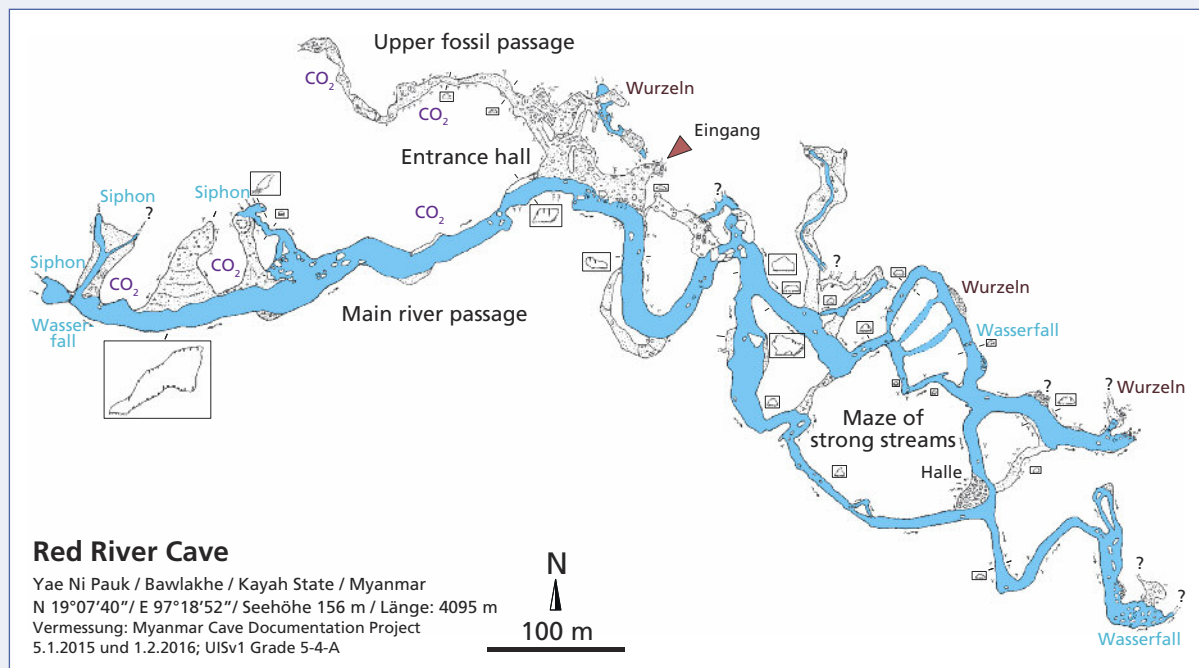 Upper fossil passage
CO2
CO2
Wurzeln
Eingang
Entrance hall
Siphon
Siphon
?
CO2
?
Siphon
CO2
CO2
?
Wurzeln
Main river passage
Wasser
fall
Wasserfall
?
?
Wurzeln
Maze of
strong streams
Halle
Red River Cave
Yae Ni Pauk / Bawlakhe / Kayah State / Myanmar
N 19°07'40"/ E 97°18'52"/ Seehöhe 156 m / Länge: 4095 m
Vermessung: Myanmar Cave Documentation Project
5.1.2015 und 1.2.2016; UISv1 Grade 5-4-A
N
100 m
?
?
Wasserfall